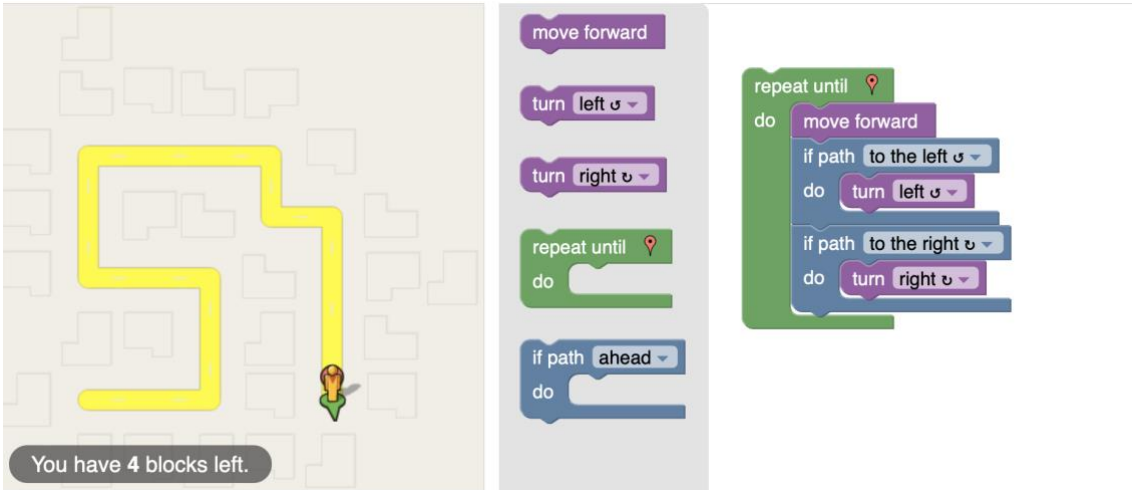 You have 4 blocks left.
move forward
turn left ↺
turn right ↻
repeat until
do
if path ahead
do
repeat until
do
move forward
if path to the left ↺
do turn left ↺
if path to the right ↻
do turn right ↻